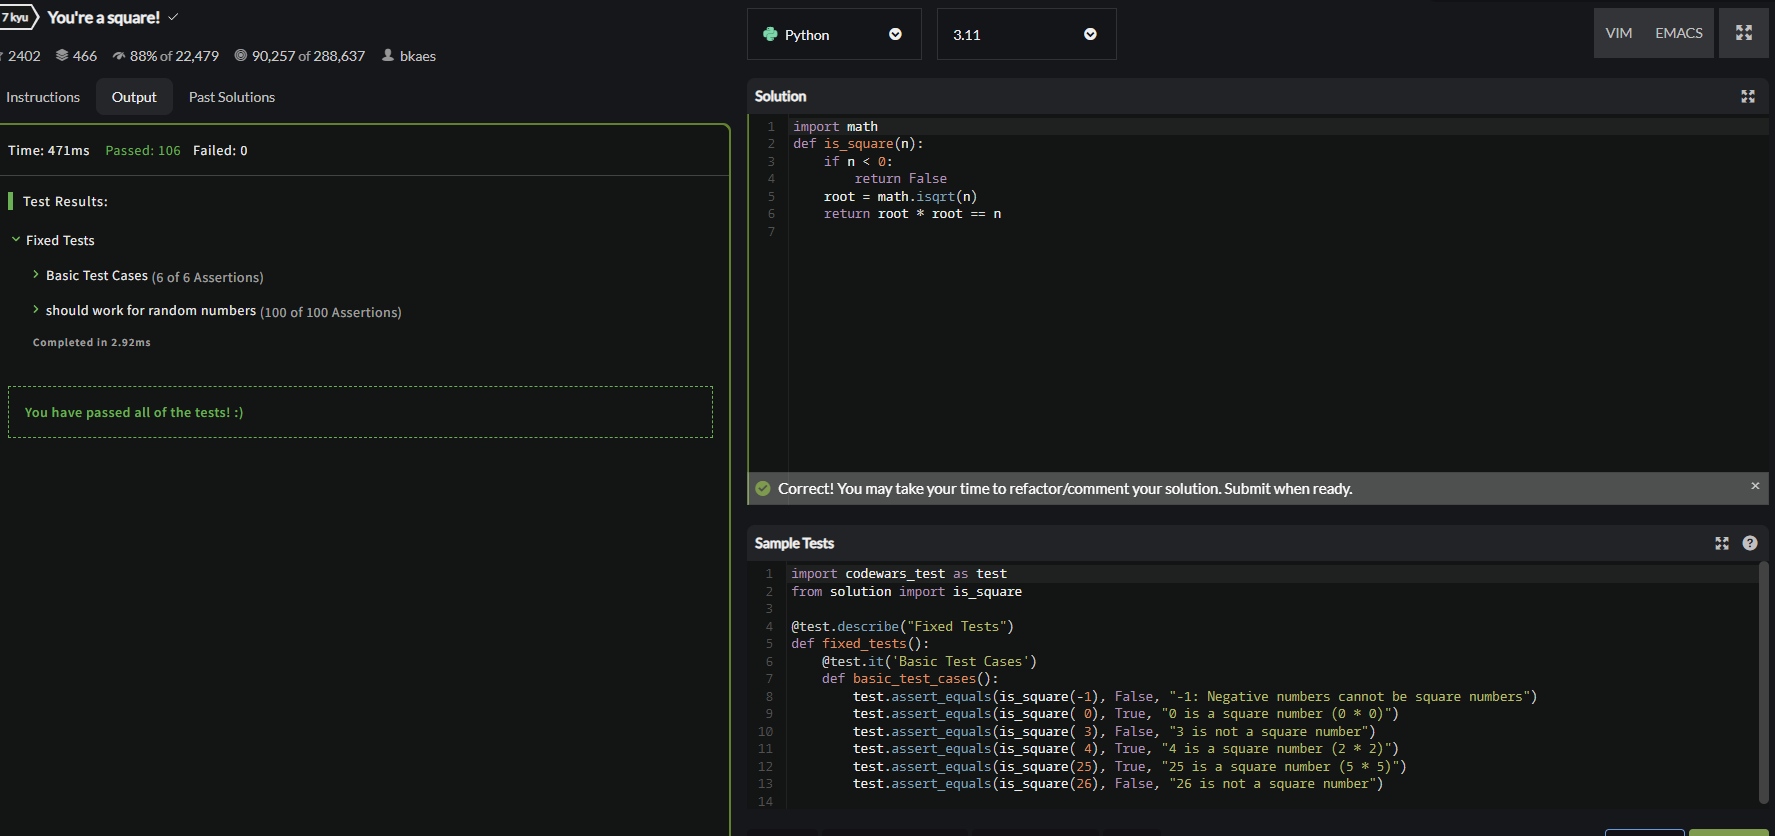 7 kyu You're a square!
2402 466 88% of 22,479 90,257 of 288,637 bkaes
Instructions Output Past Solutions
Time: 471ms Passed: 106 Failed: 0
Test Results:
Fixed Tests
Basic Test Cases (6 of 6 Assertions)
should work for random numbers (100 of 100 Assertions)
Completed in 2.92ms
You have passed all of the tests! :)
Python 3.11 VIM EMACS
Solution
1 import math
2 def is_square(n):
3     if n < 0:
4         return False
5     root = math.isqrt(n)
6     return root * root == n
7
Correct! You may take your time to refactor/comment your solution. Submit when ready. ×
Sample Tests ?
1 import codewars_test as test
2 from solution import is_square
3
4 @test.describe("Fixed Tests")
5 def fixed_tests():
6     @test.it('Basic Test Cases')
7     def basic_test_cases():
8         test.assert_equals(is_square(-1), False, "-1: Negative numbers cannot be square numbers")
9         test.assert_equals(is_square( 0), True, "0 is a square number (0 * 0)")
10         test.assert_equals(is_square( 3), False, "3 is not a square number")
11         test.assert_equals(is_square( 4), True, "4 is a square number (2 * 2)")
12         test.assert_equals(is_square(25), True, "25 is a square number (5 * 5)")
13         test.assert_equals(is_square(26), False, "26 is not a square number")
14